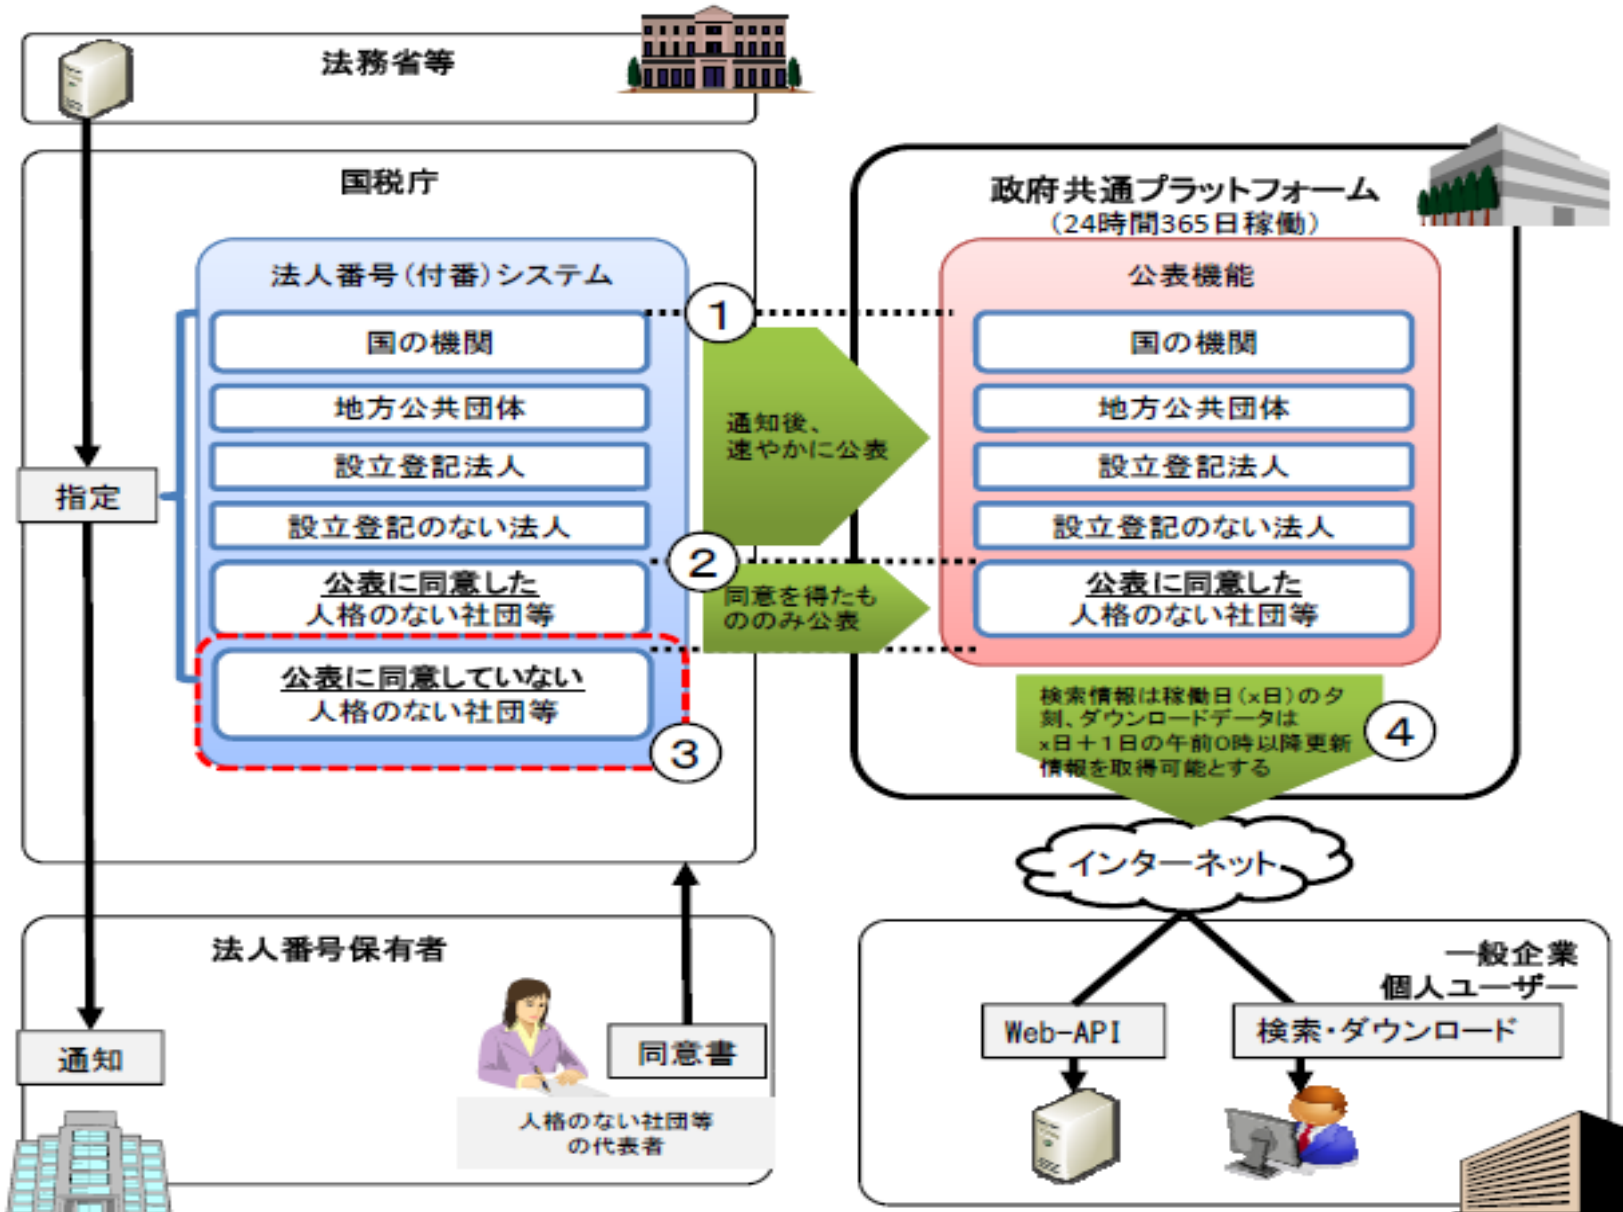 法務省等
国税庁
法人番号(付番)システム
国の機関
地方公共団体
設立登記法人
設立登記のない法人
公表に同意した
人格のない社団等
公表に同意していない
人格のない社団等
指定
①
通知後、
速やかに公表
②
同意を得たも
ののみ公表
③
政府共通プラットフォーム
(24時間365日稼働)
公表機能
国の機関
地方公共団体
設立登記法人
設立登記のない法人
公表に同意した
人格のない社団等
検索情報は稼働日(x日)の夕
刻、ダウンロードデータは
x日+1日の午前0時以降更新
情報を取得可能とする
④
インターネット
法人番号保有者
通知
同意書
人格のない社団等
の代表者
一般企業
個人ユーザー
Web-API
検索・ダウンロード